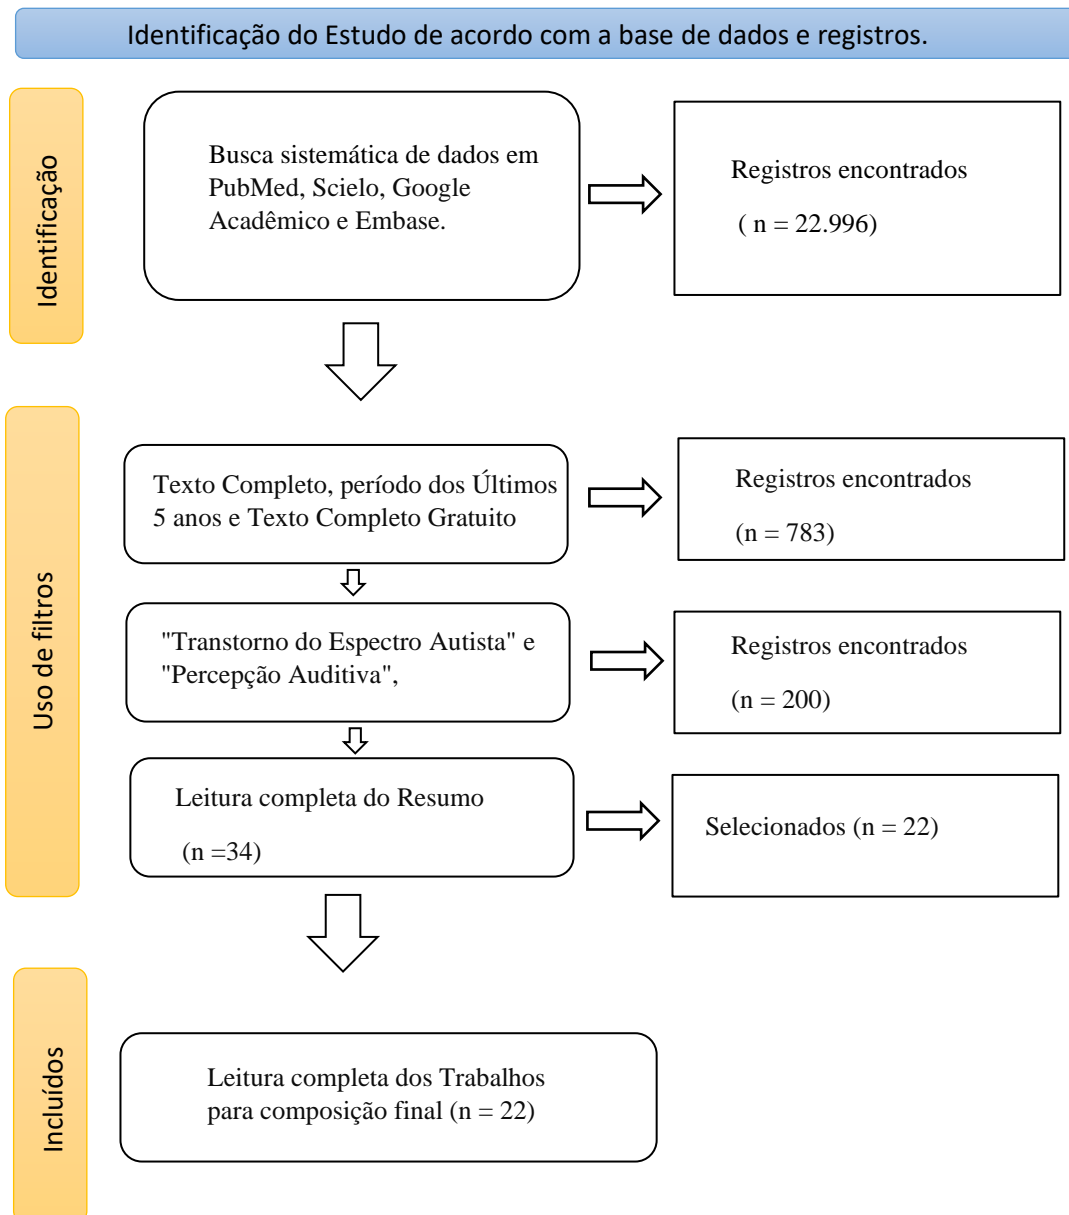 Identificação do Estudo de acordo com a base de dados e registros.
Identificação
Busca sistemática de dados em
PubMed, Scielo, Google
Acadêmico e Embase.
Registros encontrados
( n = 22.996)
Uso de filtros
Texto Completo, período dos Últimos
5 anos e Texto Completo Gratuito
Registros encontrados
(n = 783)
"Transtorno do Espectro Autista" e
"Percepção Auditiva",
Registros encontrados
(n = 200)
Leitura completa do Resumo
(n =34)
Selecionados (n = 22)
Incluídos
Leitura completa dos Trabalhos
para composição final (n = 22)